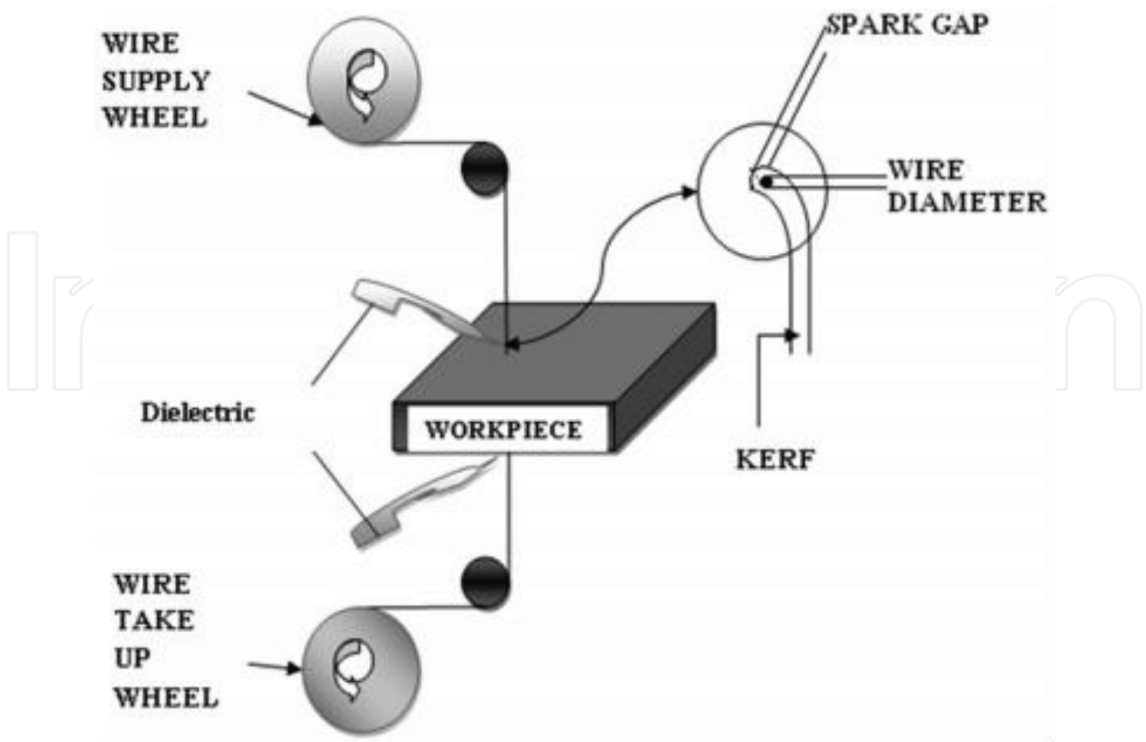 WIRE
SUPPLY
WHEEL
SPARK GAP
WIRE
DIAMETER
Dielectric
WORKPIECE
KERF
WIRE
TAKE
UP
WHEEL